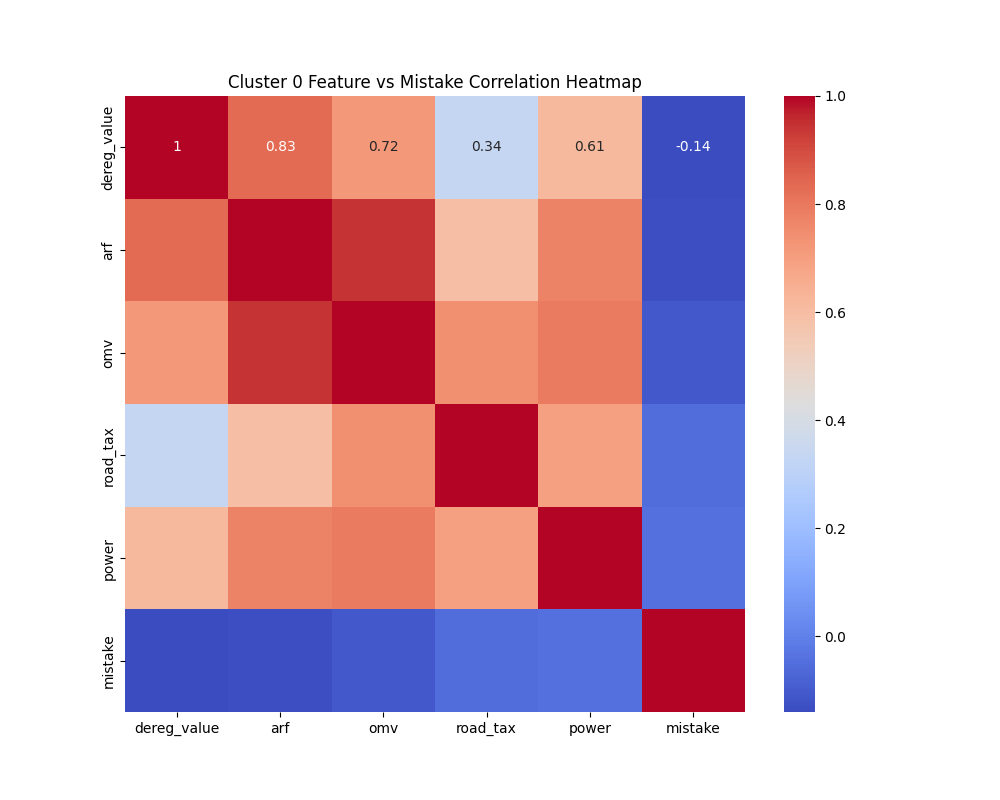 Cluster 0 Feature vs Mistake Correlation Heatmap
dereg_value
1 0.83 0.72 0.34 0.61 -0.14
arf
omv
road_tax
power
mistake
dereg_value arf omv road_tax power mistake
1.0
0.8
0.6
0.4
0.2
0.0